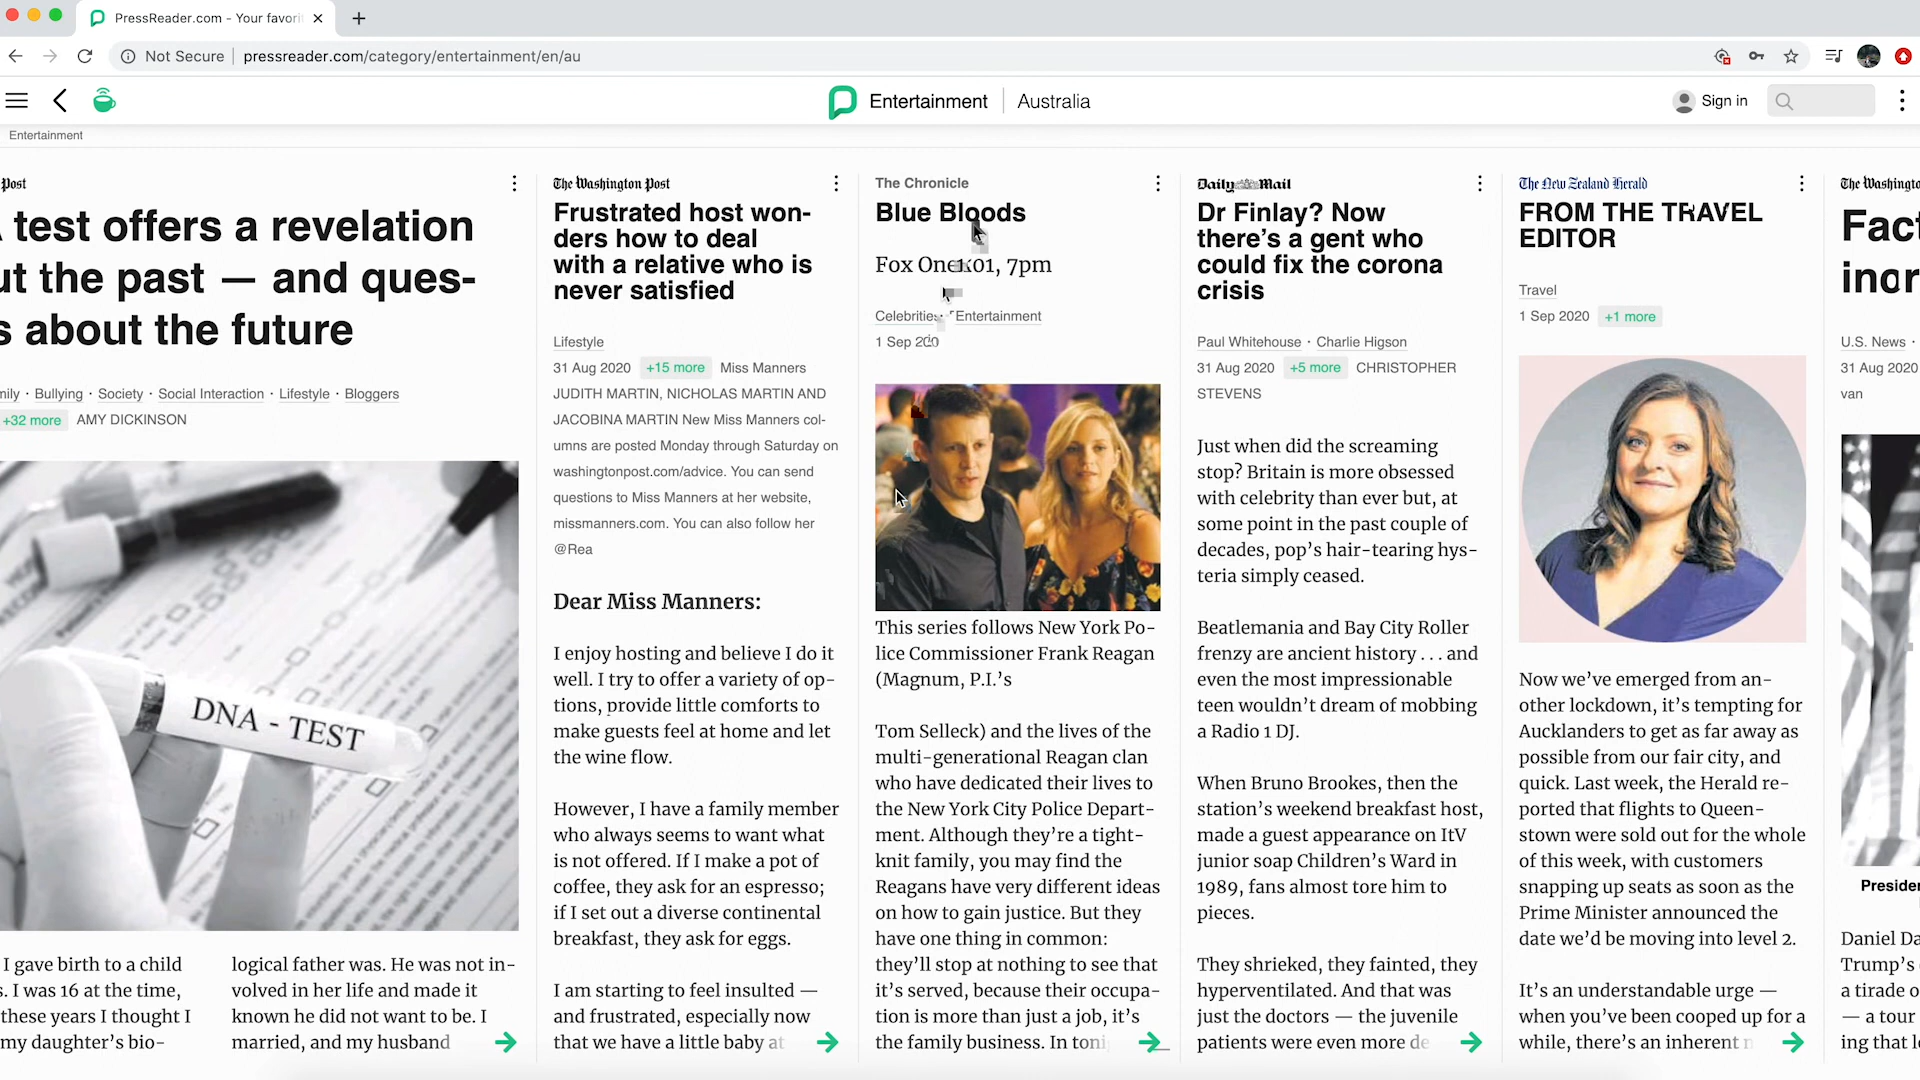 PressReader.com - Your favori
Not Secure
pressreader.com/category/entertainment/en/au
Entertainment
Australia
Sign in
Entertainment
Post
test offers a revelation
ut the past — and ques-
s about the future
mily · Bullying · Society · Social Interaction · Lifestyle · Bloggers
+32 more AMY DICKINSON
DNA - TEST
I gave birth to a child
s. I was 16 at the time,
these years I thought I
my daughter's bio-
logical father was. He was not in-
volved in her life and made it
known he did not want to be. I
married, and my husband
The Washington Post
Frustrated host won-
ders how to deal
with a relative who is
never satisfied
Lifestyle
31 Aug 2020 +15 more Miss Manners
JUDITH MARTIN, NICHOLAS MARTIN AND
JACOBINA MARTIN New Miss Manners col-
umns are posted Monday through Saturday on
washingtonpost.com/advice. You can send
questions to Miss Manners at her website,
missmanners.com. You can also follow her
@Rea
Dear Miss Manners:
I enjoy hosting and believe I do it
well. I try to offer a variety of op-
tions, provide little comforts to
make guests feel at home and let
the wine flow.
However, I have a family member
who always seems to want what
is not offered. If I make a pot of
coffee, they ask for an espresso;
if I set out a diverse continental
breakfast, they ask for eggs.
I am starting to feel insulted —
and frustrated, especially now
that we have a little baby at
The Chronicle
Blue Bloods
Fox One 101, 7pm
Celebrities · Entertainment
1 Sep 2020
This series follows New York Po-
lice Commissioner Frank Reagan
(Magnum, P.I.'s
Tom Selleck) and the lives of the
multi-generational Reagan clan
who have dedicated their lives to
the New York City Police Depart-
ment. Although they're a tight-
knit family, you may find the
Reagans have very different ideas
on how to gain justice. But they
have one thing in common:
they'll stop at nothing to see that
it's served, because their occupa-
tion is more than just a job, it's
the family business. In toni
Daily Mail
Dr Finlay? Now
there's a gent who
could fix the corona
crisis
Paul Whitehouse · Charlie Higson
31 Aug 2020 +5 more CHRISTOPHER
STEVENS
Just when did the screaming
stop? Britain is more obsessed
with celebrity than ever but, at
some point in the past couple of
decades, pop's hair-tearing hys-
teria simply ceased.
Beatlemania and Bay City Roller
frenzy are ancient history . . . and
even the most impressionable
teen wouldn't dream of mobbing
a Radio 1 DJ.
When Bruno Brookes, then the
station's weekend breakfast host,
made a guest appearance on ItV
junior soap Children's Ward in
1989, fans almost tore him to
pieces.
They shrieked, they fainted, they
hyperventilated. And that was
just the doctors — the juvenile
patients were even more de
The New Zealand Herald
FROM THE TRAVEL
EDITOR
Travel
1 Sep 2020 +1 more
Now we've emerged from an-
other lockdown, it's tempting for
Aucklanders to get as far away as
possible from our fair city, and
quick. Last week, the Herald re-
ported that flights to Queen-
stown were sold out for the whole
of this week, with customers
snapping up seats as soon as the
Prime Minister announced the
date we'd be moving into level 2.
It's an understandable urge —
when you've been cooped up for a
while, there's an inherent n
The Washingto
Fact
incr
U.S. News ·
31 Aug 2020
van
Presiden
Daniel Da
Trump's
a tirade o
— a tour
ing that l